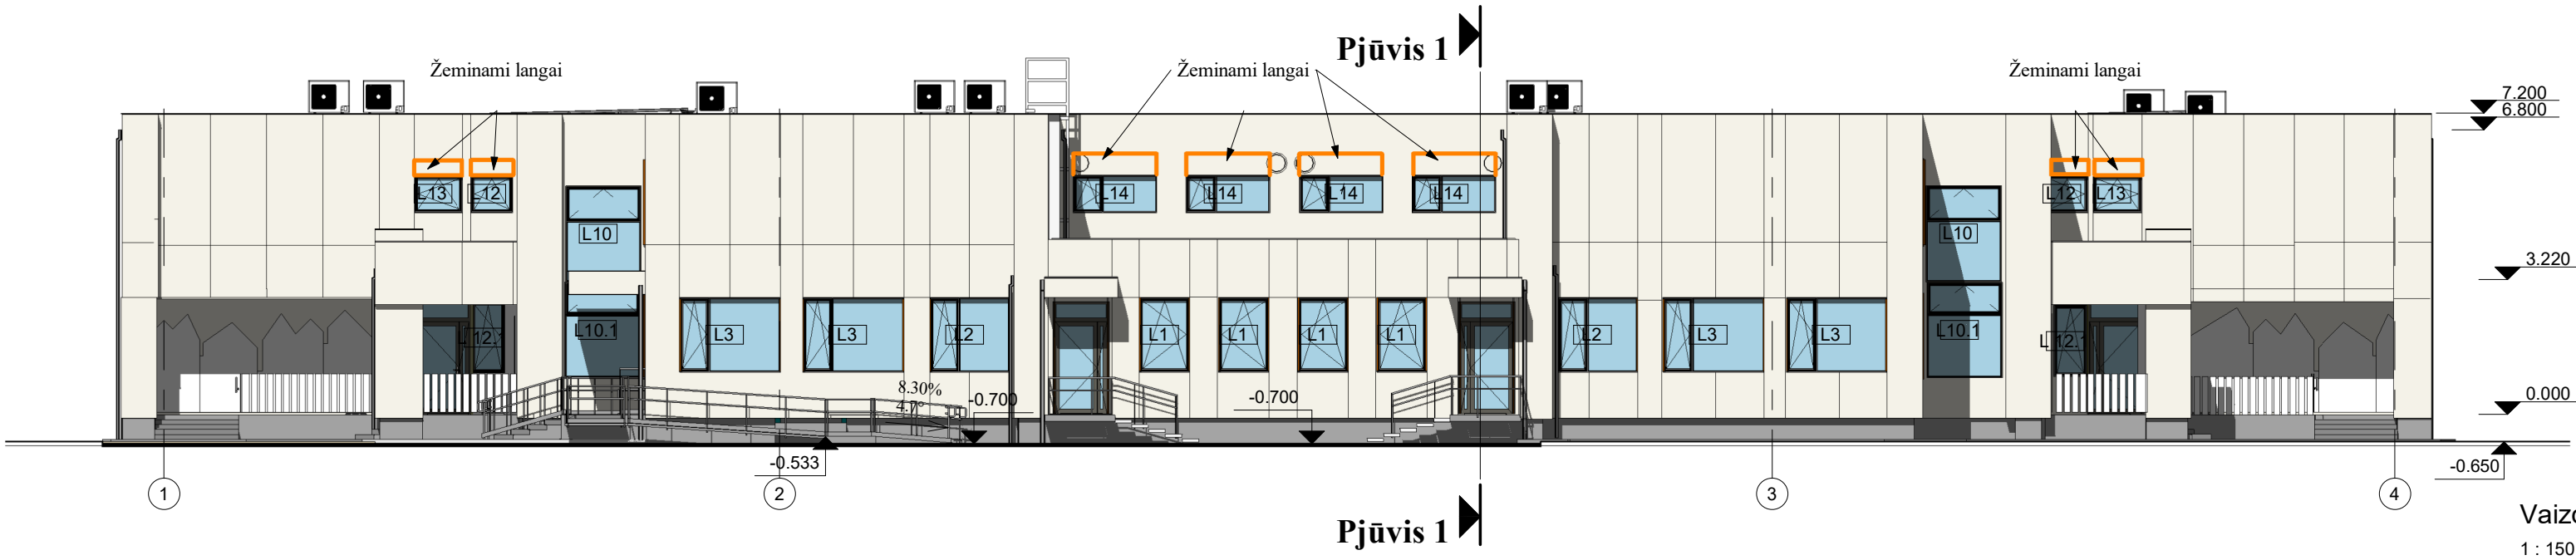 Pjūvis 1
Žeminami langai
Žeminami langai
Žeminami langai
7.200
6.800
L13
L12
L14
L14
L14
L14
L12
L13
L10
L10
3.220
L10.1
L12.1
L3
L3
L2
L1
L1
L1
L1
L2
L3
L3
L10.1
L12.1
8.30%
4.7°
-0.700
-0.700
0.000
-0.533
-0.650
1
2
3
4
Pjūvis 1
1 : 150